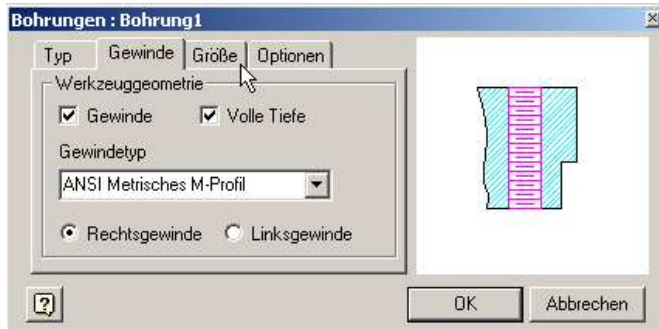 Bohrungen : Bohrung1
Typ Gewinde Größe Optionen
Werkzeuggeometrie
Gewinde Volle Tiefe
Gewindetyp
ANSI Metrisches M-Profil
Rechtsgewinde Linksgewinde
? OK Abbrechen